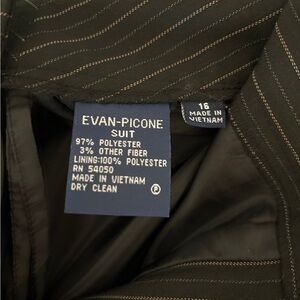 EVAN-PICONE
SUIT
97% POLYESTER
3% OTHER FIBER
LINING:100% POLYESTER
RN 54050
MADE IN VIETNAM
DRY CLEAN
Ⓟ
16
MADE IN
VIETNAM